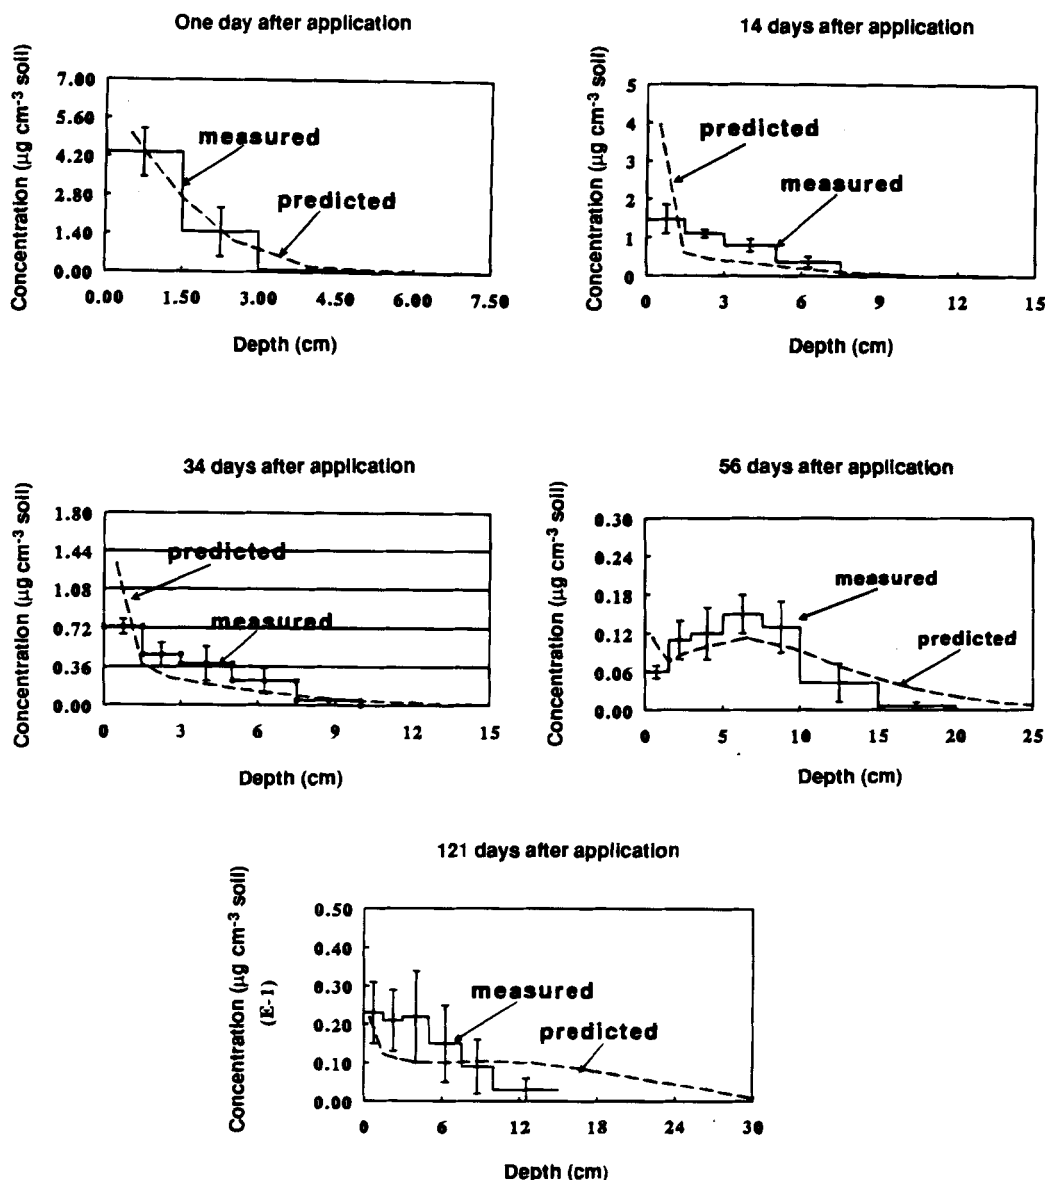 One day after application
Concentration (µg cm-3 soil)
7.00
5.60
4.20
2.80
1.40
0.00
measured
predicted
0.00 1.50 3.00 4.50 6.00 7.50
Depth (cm)
14 days after application
Concentration (µg cm-3 soil)
5
4
3
2
1
0
predicted
measured
0 3 6 9 12 15
Depth (cm)
34 days after application
Concentration (µg cm-3 soil)
1.80
1.44
1.08
0.72
0.36
0.00
predicted
measured
0 3 6 9 12 15
Depth (cm)
56 days after application
Concentration (µg cm-3 soil)
0.30
0.24
0.18
0.12
0.06
0.00
measured
predicted
0 5 10 15 20 25
Depth (cm)
121 days after application
Concentration (µg cm-3 soil)
(E-1)
0.50
0.40
0.30
0.20
0.10
0.00
measured
predicted
0 6 12 18 24 30
Depth (cm)